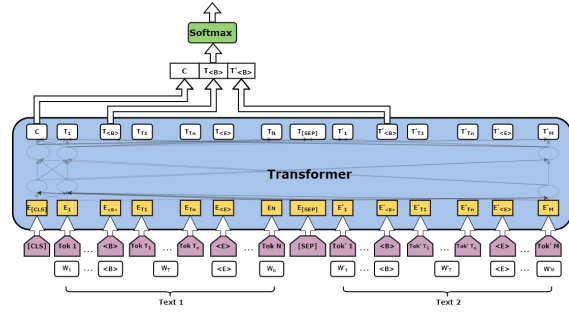 Softmax
C T<B> T'<B>
C T1 T<B> TT1 TTn T<E> TN T[SEP] T'1 T'<B> T'T1 T'Tn T'<E> T'M
Transformer
E[CLS] E1 E<B> ET1 ETn E<E> EN E[SEP] E'1 E'<B> E'T1 E'Tn E'<E> E'M
[CLS] Tok 1 ... <B> Tok T1 ... Tok Tn <E> ... Tok N [SEP] Tok' 1 ... <B> Tok' T1 ... Tok' Tn <E> ... Tok' M
W1 ... <B> WT <E> ... WN W'1 ... <B> W'T <E> ... W'M
Text 1 Text 2